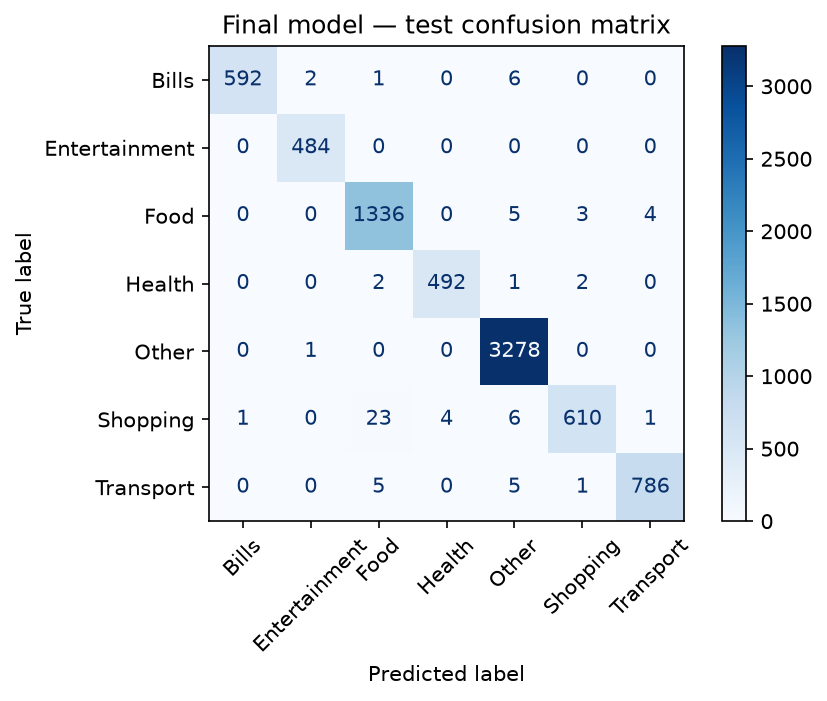 Final model — test confusion matrix
Bills 592 2 1 0 6 0 0
Entertainment 0 484 0 0 0 0 0
Food 0 0 1336 0 5 3 4
Health 0 0 2 492 1 2 0
Other 0 1 0 0 3278 0 0
Shopping 1 0 23 4 6 610 1
Transport 0 0 5 0 5 1 786
True label
Bills Entertainment Food Health Other Shopping Transport
Predicted label
3000
2500
2000
1500
1000
500
0